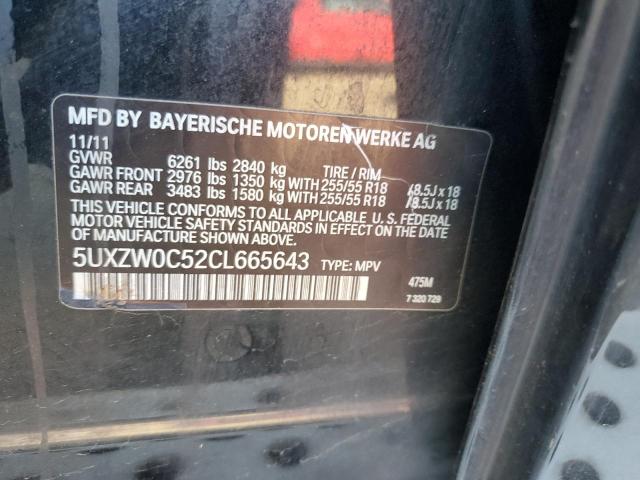 MFD BY BAYERISCHE MOTOREN WERKE AG
11/11
GVWR 6261 lbs 2840 kg TIRE / RIM
GAWR FRONT 2976 lbs 1350 kg WITH 255/55 R18 /8.5J x 18
GAWR REAR 3483 lbs 1580 kg WITH 255/55 R18 /8.5J x 18
THIS VEHICLE CONFORMS TO ALL APPLICABLE U.S. FEDERAL
MOTOR VEHICLE SAFETY STANDARDS IN EFFECT ON THE DATE
OF MANUFACTURE SHOWN ABOVE.
5UXZW0C52CL665643 TYPE: MPV
475M
7 320 729